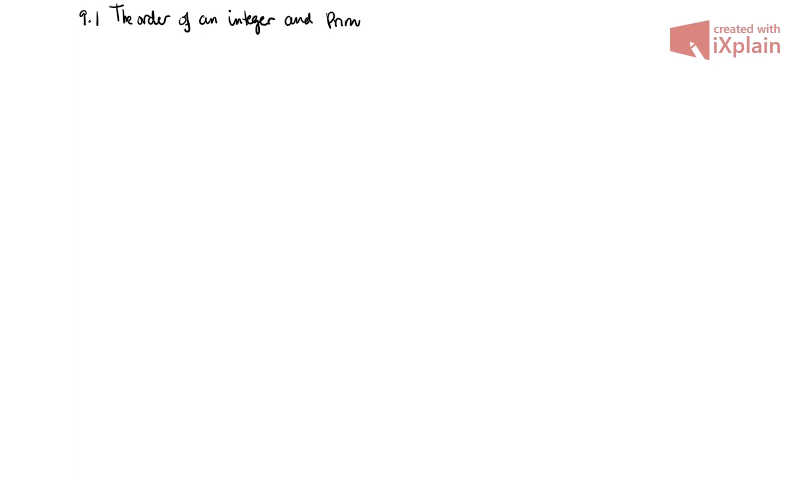 9.1 The order of an integer and Prim
created with
iXplain